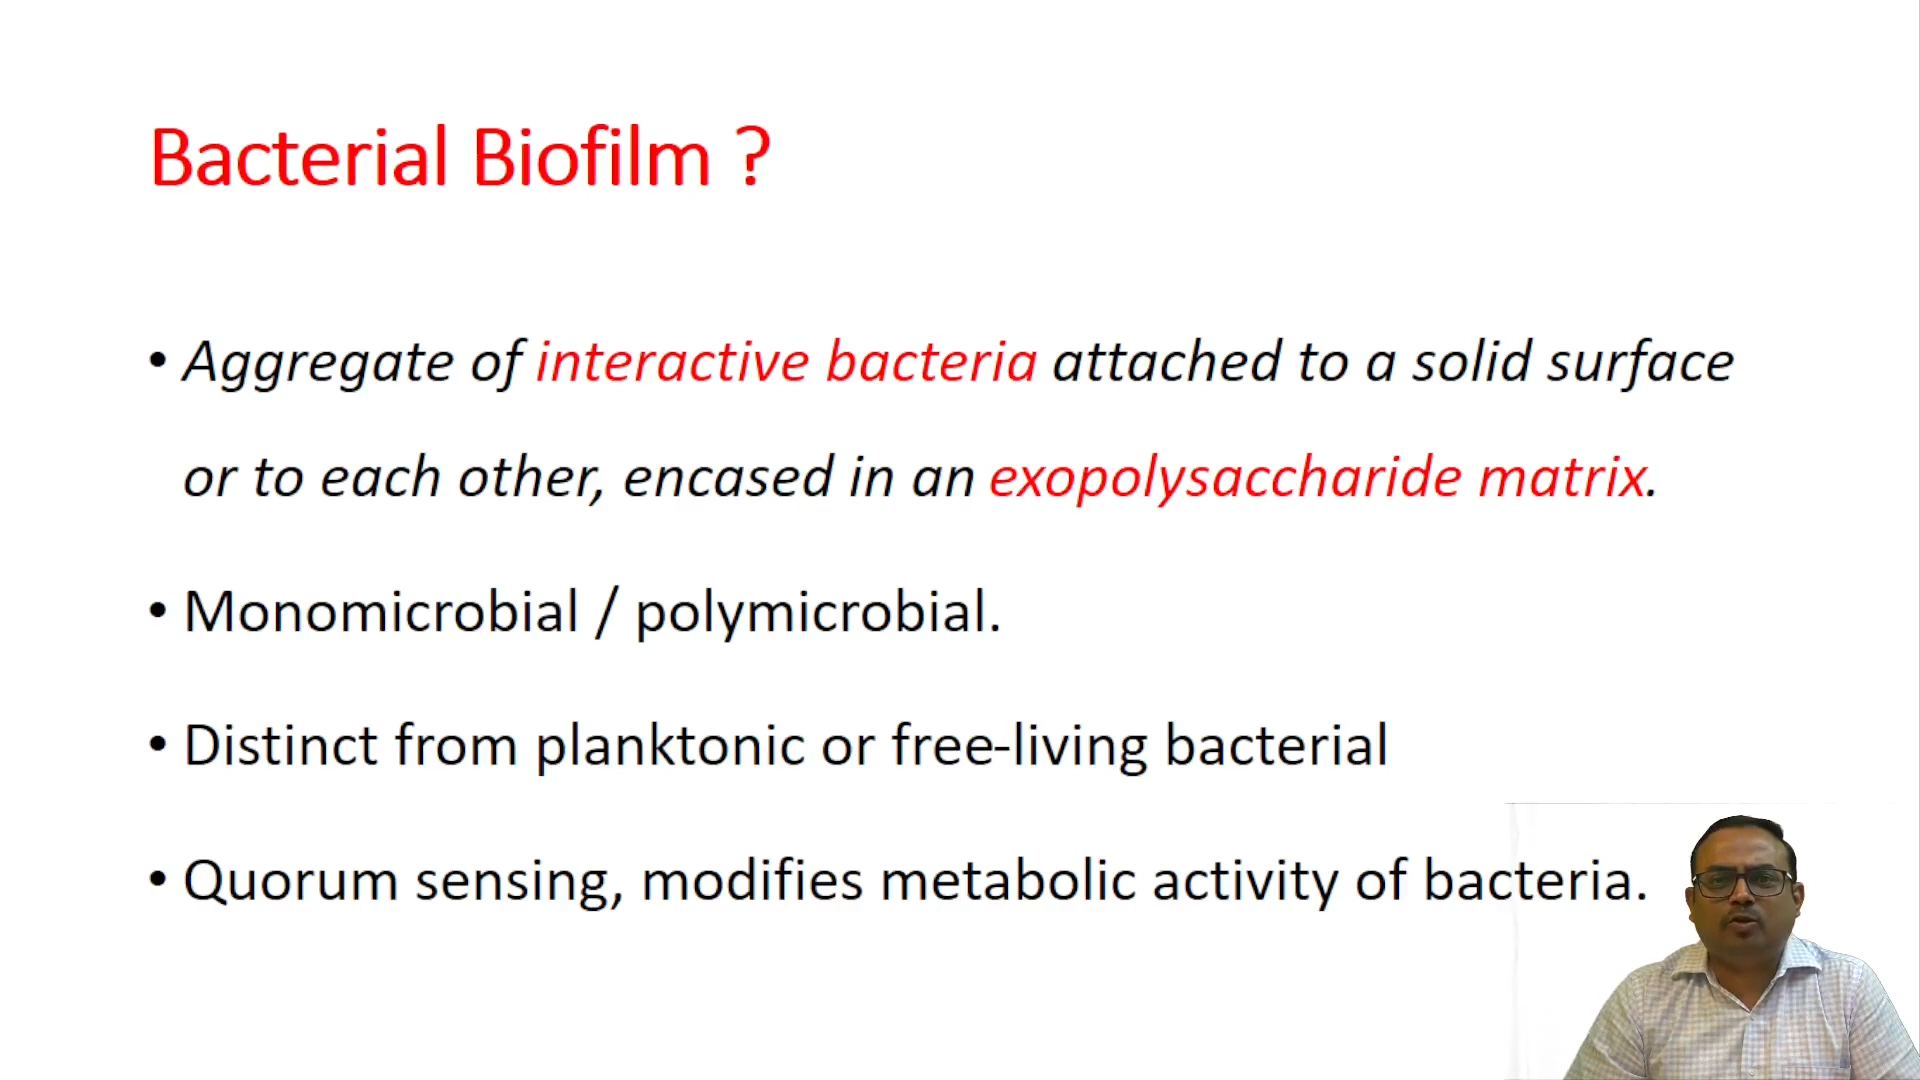 Bacterial Biofilm ?
• Aggregate of interactive bacteria attached to a solid surface
or to each other, encased in an exopolysaccharide matrix.
• Monomicrobial / polymicrobial.
• Distinct from planktonic or free-living bacterial
• Quorum sensing, modifies metabolic activity of bacteria.